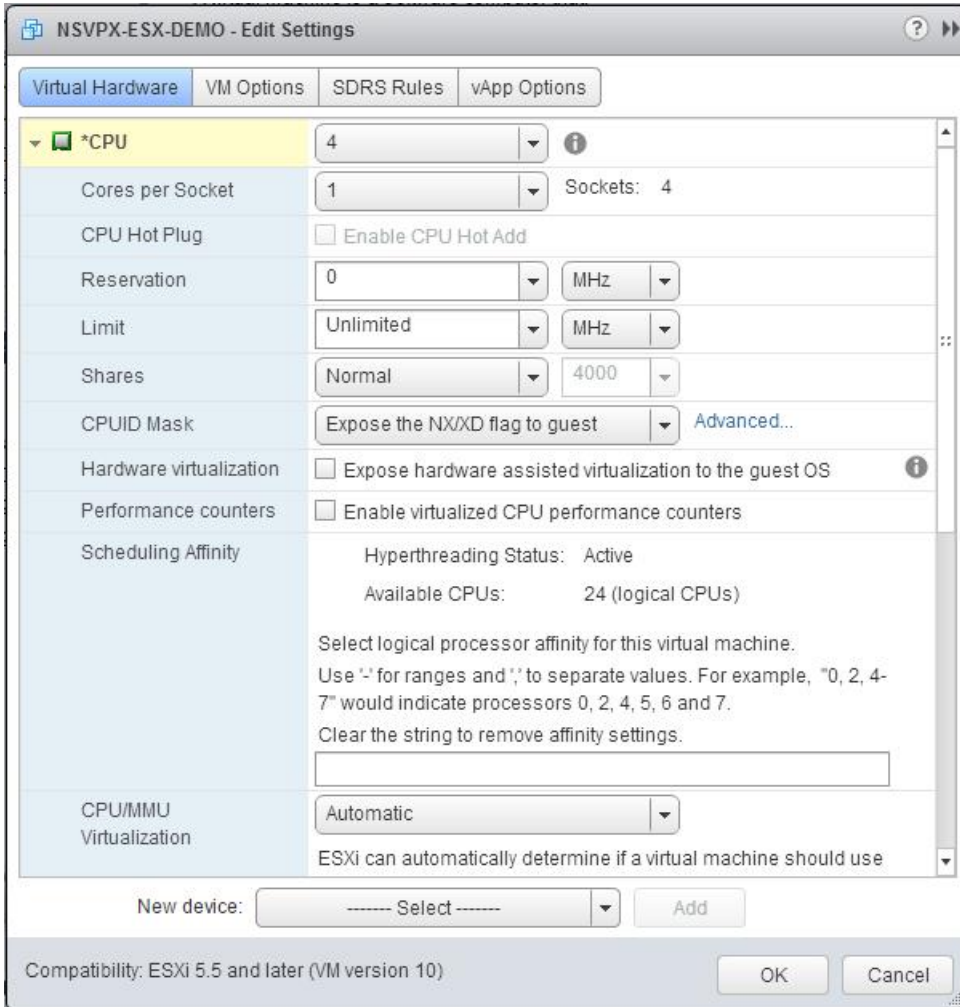 NSVPX-ESX-DEMO - Edit Settings
Virtual Hardware VM Options SDRS Rules vApp Options
*CPU 4
Cores per Socket 1 Sockets: 4
CPU Hot Plug Enable CPU Hot Add
Reservation 0 MHz
Limit Unlimited MHz
Shares Normal 4000
CPUID Mask Expose the NX/XD flag to guest Advanced...
Hardware virtualization Expose hardware assisted virtualization to the guest OS
Performance counters Enable virtualized CPU performance counters
Scheduling Affinity Hyperthreading Status: Active
Available CPUs: 24 (logical CPUs)
Select logical processor affinity for this virtual machine.
Use '-' for ranges and ',' to separate values. For example, "0, 2, 4-
7" would indicate processors 0, 2, 4, 5, 6 and 7.
Clear the string to remove affinity settings.
CPU/MMU
Virtualization
Automatic
ESXi can automatically determine if a virtual machine should use
New device: ------- Select ------- Add
Compatibility: ESXi 5.5 and later (VM version 10) OK Cancel